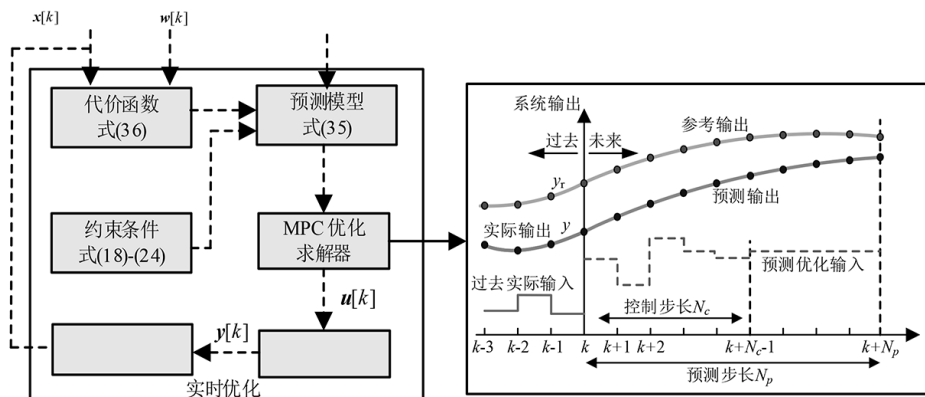 x[k]
w[k]
代价函数
式(36)
预测模型
式(35)
约束条件
式(18)-(24)
MPC优化
求解器
u[k]
y[k]
实时优化
系统输出
过去
未来
参考输出
yr
预测输出
实际输出
y
预测优化输入
过去实际输入
控制步长Nc
k-3
k-2
k-1
k
k+1
k+2
k+Nc-1
k+Np
预测步长Np